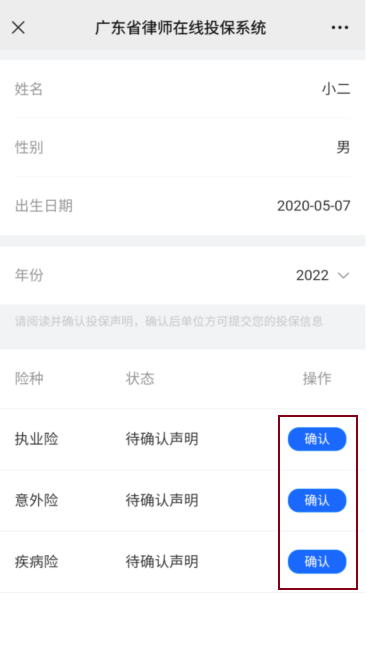 广东省律师在线投保系统
姓名 小二
性别 男
出生日期 2020-05-07
年份 2022
请阅读并确认投保声明，确认后单位方可提交您的投保信息
险种 状态 操作
执业险 待确认声明 确认
意外险 待确认声明 确认
疾病险 待确认声明 确认